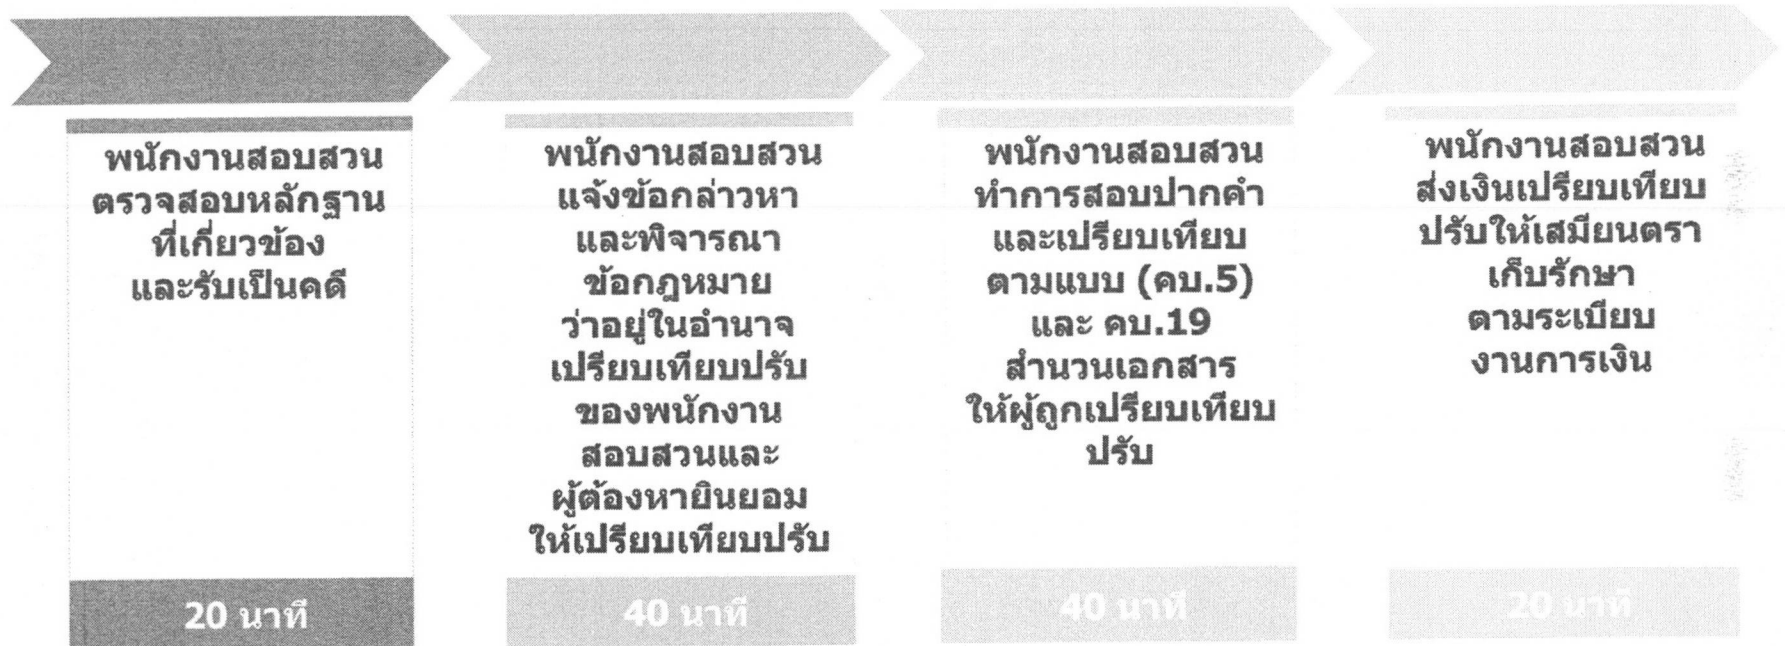 พนักงานสอบสวน
ตรวจสอบหลักฐาน
ที่เกี่ยวข้อง
และรับเป็นคดี
20 นาที
พนักงานสอบสวน
แจ้งข้อกล่าวหา
และพิจารณา
ข้อกฎหมาย
ว่าอยู่ในอำนาจ
เปรียบเทียบปรับ
ของพนักงาน
สอบสวนและ
ผู้ต้องหายินยอม
ให้เปรียบเทียบปรับ
40 นาที
พนักงานสอบสวน
ทำการสอบปากคำ
และเปรียบเทียบ
ตามแบบ (คบ.5)
และ คบ.19
สำนวนเอกสาร
ให้ผู้ถูกเปรียบเทียบ
ปรับ
40 นาที
พนักงานสอบสวน
ส่งเงินเปรียบเทียบ
ปรับให้เสมียนตรา
เก็บรักษา
ตามระเบียบ
งานการเงิน
20 นาที